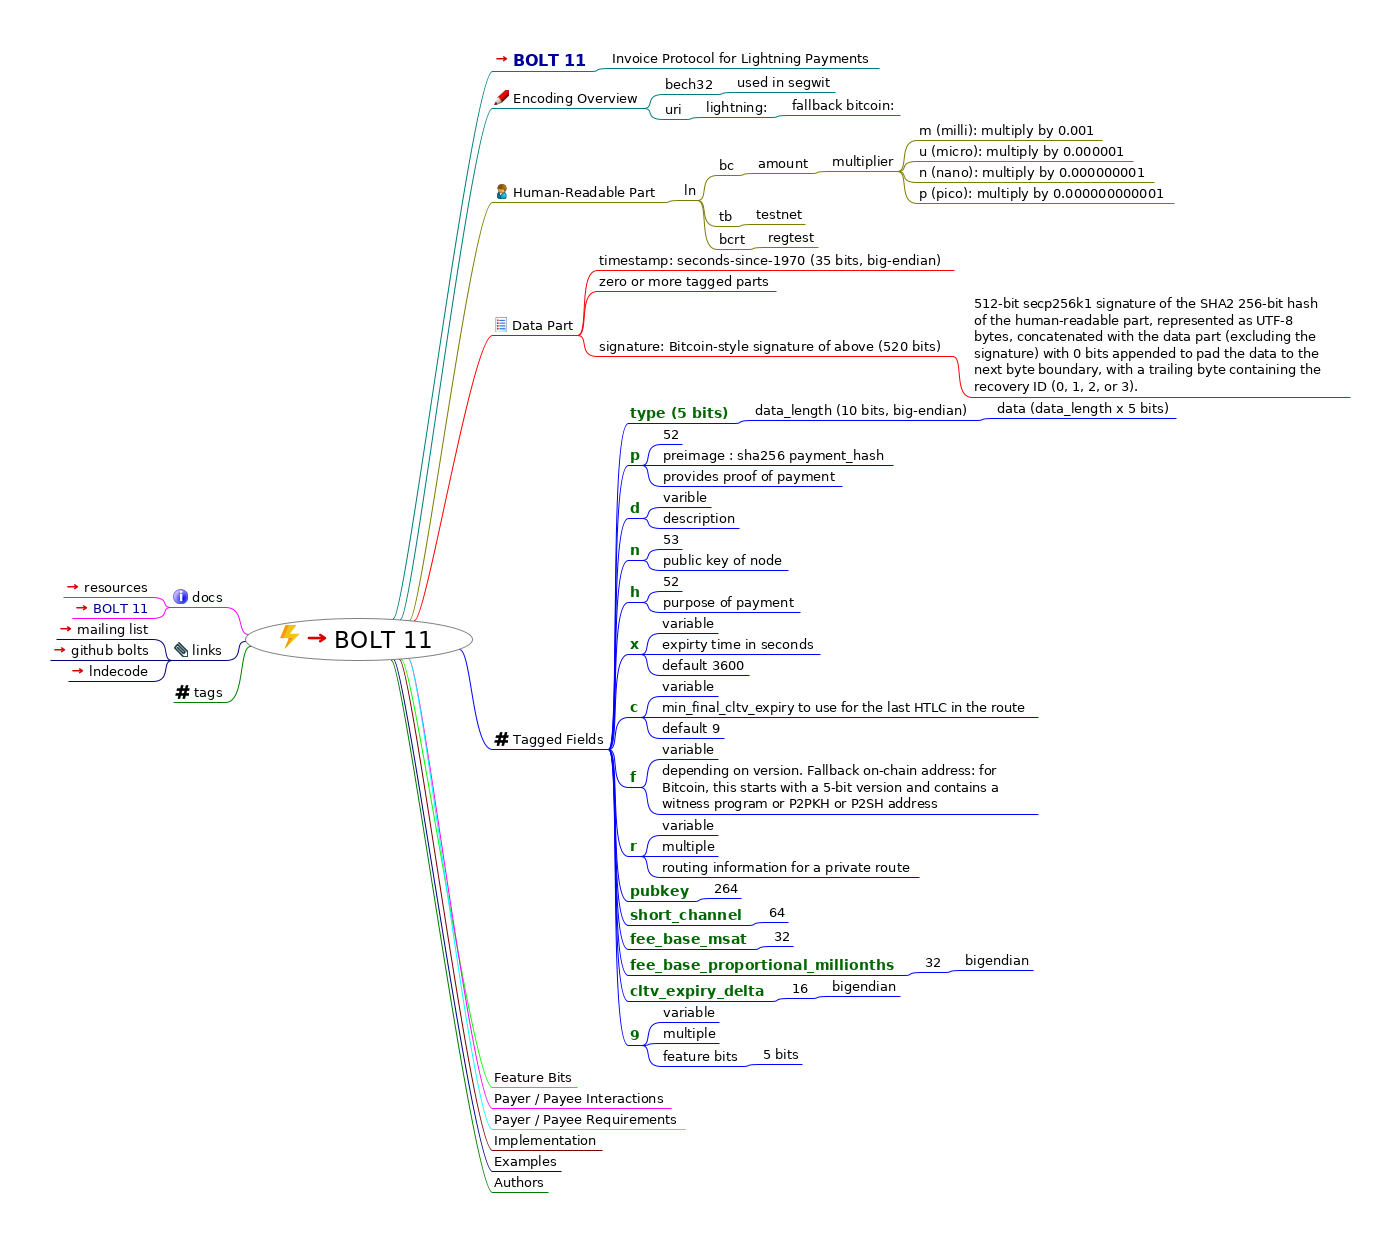 BOLT 11
Invoice Protocol for Lightning Payments
Encoding Overview
bech32
used in segwit
uri
lightning:
fallback bitcoin:
Human-Readable Part
ln
bc
amount
multiplier
m (milli): multiply by 0.001
u (micro): multiply by 0.000001
n (nano): multiply by 0.000000001
p (pico): multiply by 0.000000000001
tb
testnet
bcrt
regtest
Data Part
timestamp: seconds-since-1970 (35 bits, big-endian)
zero or more tagged parts
signature: Bitcoin-style signature of above (520 bits)
512-bit secp256k1 signature of the SHA2 256-bit hash
of the human-readable part, represented as UTF-8
bytes, concatenated with the data part (excluding the
signature) with 0 bits appended to pad the data to the
next byte boundary, with a trailing byte containing the
recovery ID (0, 1, 2, or 3).
resources
BOLT 11
docs
mailing list
github bolts
lndecode
links
# tags
BOLT 11
# Tagged Fields
type (5 bits)
data_length (10 bits, big-endian)
data (data_length x 5 bits)
p
52
preimage : sha256 payment_hash
provides proof of payment
d
varible
description
n
53
public key of node
h
52
purpose of payment
x
variable
expirty time in seconds
default 3600
c
variable
min_final_cltv_expiry to use for the last HTLC in the route
default 9
f
variable
depending on version. Fallback on-chain address: for
Bitcoin, this starts with a 5-bit version and contains a
witness program or P2PKH or P2SH address
r
variable
multiple
routing information for a private route
pubkey
264
short_channel
64
fee_base_msat
32
fee_base_proportional_millionths
32
bigendian
cltv_expiry_delta
16
bigendian
9
variable
multiple
feature bits
5 bits
Feature Bits
Payer / Payee Interactions
Payer / Payee Requirements
Implementation
Examples
Authors